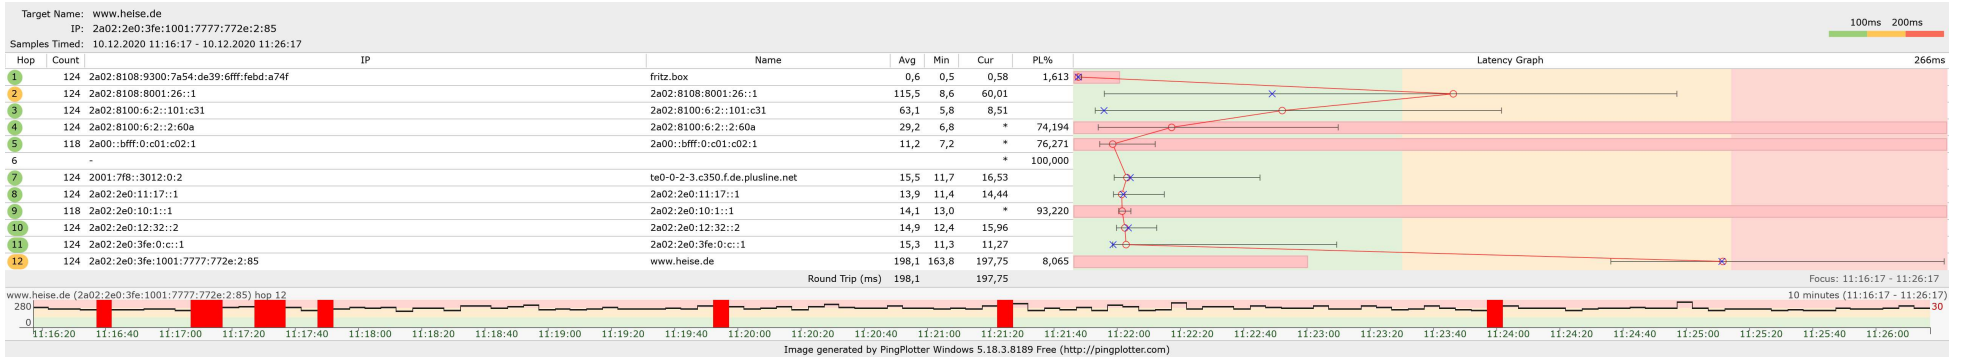 Target Name: www.heise.de
IP: 2a02:2e0:3fe:1001:7777:772e:2:85
Samples Timed: 10.12.2020 11:16:17 - 10.12.2020 11:26:17
100ms 200ms
Hop Count IP Name Avg Min Cur PL% Latency Graph 266ms
1 124 2a02:8108:9300:7a54:de39:6fff:febd:a74f fritz.box 0,6 0,5 0,58 1,613
2 124 2a02:8108:8001:26::1 2a02:8108:8001:26::1 115,5 8,6 60,01
3 124 2a02:8100:6:2::101:c31 2a02:8100:6:2::101:c31 63,1 5,8 8,51
4 124 2a02:8100:6:2::2:60a 2a02:8100:6:2::2:60a 29,2 6,8 * 74,194
5 118 2a00::bfff:0:c01:c02:1 2a00::bfff:0:c01:c02:1 11,2 7,2 * 76,271
6 - * 100,000
7 124 2001:7f8::3012:0:2 te0-0-2-3.c350.f.de.plusline.net 15,5 11,7 16,53
8 124 2a02:2e0:11:17::1 2a02:2e0:11:17::1 13,9 11,4 14,44
9 118 2a02:2e0:10:1::1 2a02:2e0:10:1::1 14,1 13,0 * 93,220
10 124 2a02:2e0:12:32::2 2a02:2e0:12:32::2 14,9 12,4 15,96
11 124 2a02:2e0:3fe:0:c::1 2a02:2e0:3fe:0:c::1 15,3 11,3 11,27
12 124 2a02:2e0:3fe:1001:7777:772e:2:85 www.heise.de 198,1 163,8 197,75 8,065
Round Trip (ms) 198,1 197,75 Focus: 11:16:17 - 11:26:17
www.heise.de (2a02:2e0:3fe:1001:7777:772e:2:85) hop 12 10 minutes (11:16:17 - 11:26:17)
280 30
0
11:16:20 11:16:40 11:17:00 11:17:20 11:17:40 11:18:00 11:18:20 11:18:40 11:19:00 11:19:20 11:19:40 11:20:00 11:20:20 11:20:40 11:21:00 11:21:20 11:21:40 11:22:00 11:22:20 11:22:40 11:23:00 11:23:20 11:23:40 11:24:00 11:24:20 11:24:40 11:25:00 11:25:20 11:25:40 11:26:00
Image generated by PingPlotter Windows 5.18.3.8189 Free (http://pingplotter.com)